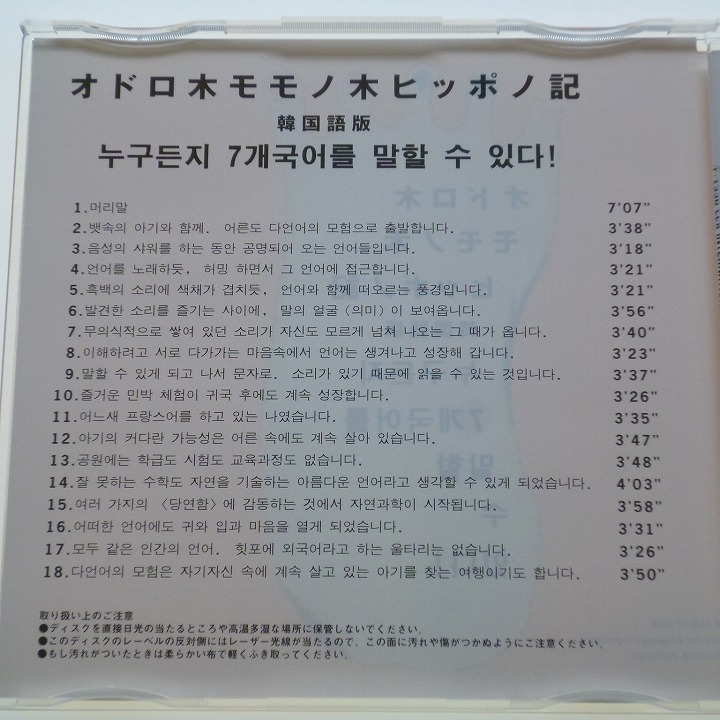 オドロ木モモノ木ヒッポノ記
韓国語版
누구든지 7개국어를 말할 수 있다!
1.머리말 7'07"
2.뱃속의 아기와 함께. 어른도 다언어의 모험으로 출발합니다. 3'38"
3.음성의 샤워를 하는 동안 공명되어 오는 언어들입니다. 3'18"
4.언어를 노래하듯, 허밍 하면서 그 언어에 접근합니다. 3'21"
5.흑백의 소리에 색채가 겹치듯, 언어와 함께 떠오르는 풍경입니다. 3'21"
6.발견한 소리를 즐기는 사이에, 말의 얼굴(의미)이 보여옵니다. 3'56"
7.무의식적으로 쌓여 있던 소리가 자신도 모르게 넘쳐 나오는 그 때가 옵니다. 3'40"
8.이해하려고 서로 다가가는 마음속에서 언어는 생겨나고 성장해 갑니다. 3'23"
9.말할 수 있게 되고 나서 문자로. 소리가 있기 때문에 읽을 수 있는 것입니다. 3'37"
10.즐거운 민박 체험이 귀국 후에도 계속 성장합니다. 3'26"
11.어느새 프랑스어를 하고 있는 나였습니다. 3'35"
12.아기의 커다란 가능성은 어른 속에도 계속 살아 있습니다. 3'47"
13.공원에는 학급도 시험도 교육과정도 없습니다. 3'48"
14.잘 못하는 수학도 자연을 기술하는 아름다운 언어라고 생각할 수 있게 되었습니다. 4'03"
15.여러 가지의 〈당연함〉에 감동하는 것에서 자연과학이 시작됩니다. 3'58"
16.어떠한 언어에도 귀와 입과 마음을 열게 되었습니다. 3'31"
17.모두 같은 인간의 언어. 힛포에 외국어라고 하는 울타리는 없습니다. 3'26"
18.다언어의 모험은 자기자신 속에 계속 살고 있는 아기를 찾는 여행이기도 합니다. 3'50"
取り扱い上のご注意
●ディスクを直接日光の当たるところや高温多湿な場所に保管しないでください。
●このディスクのレーベルの反対側にはレーザー光線が当たるので、この面に汚れや傷がつかぬようにご注意ください。
●もし汚れがついたときは柔らかい布で軽くふき取ってください。